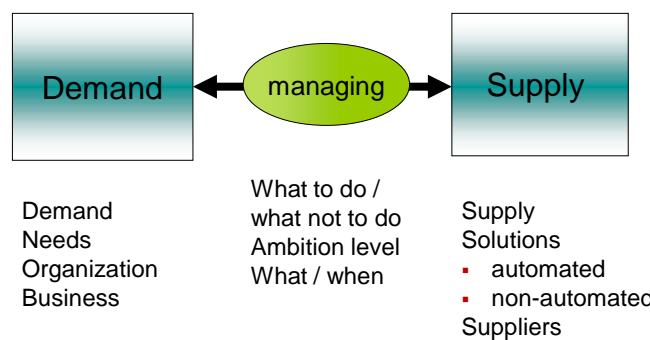 Demand
managing
Supply
Demand
Needs
Organization
Business
What to do /
what not to do
Ambition level
What / when
Supply
Solutions
▪ automated
▪ non-automated
Suppliers